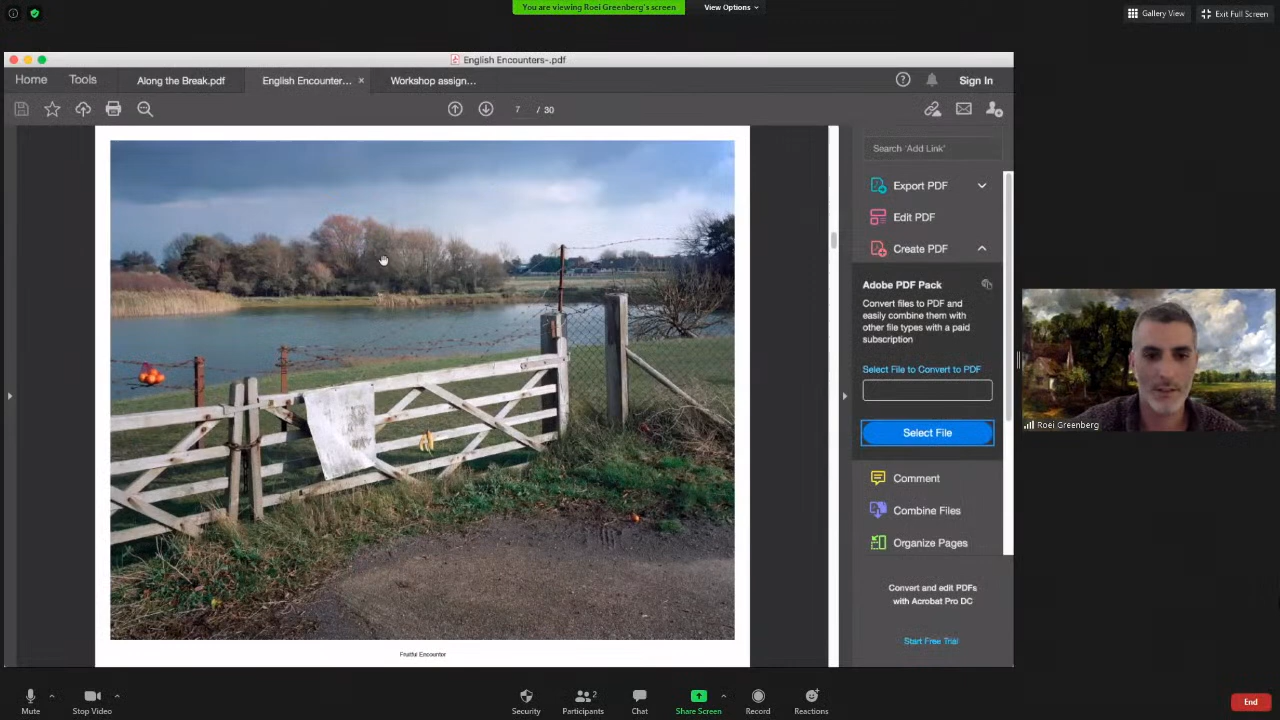 You are viewing Roei Greenberg's screen
View Options
Gallery View
Exit Full Screen
English Encounters-.pdf
Home
Tools
Along the Break.pdf
English Encounter...
Workshop assign...
Sign In
7 / 30
Search 'Add Link'
Export PDF
Edit PDF
Create PDF
Adobe PDF Pack
Convert files to PDF and
easily combine them with
other file types with a paid
subscription
Select File to Convert to PDF
Select File
Comment
Combine Files
Organize Pages
Convert and edit PDFs
with Acrobat Pro DC
Start Free Trial
Roei Greenberg
Fruitful Encounter
Mute
Stop Video
Security
Participants
2
Chat
Share Screen
Record
Reactions
End